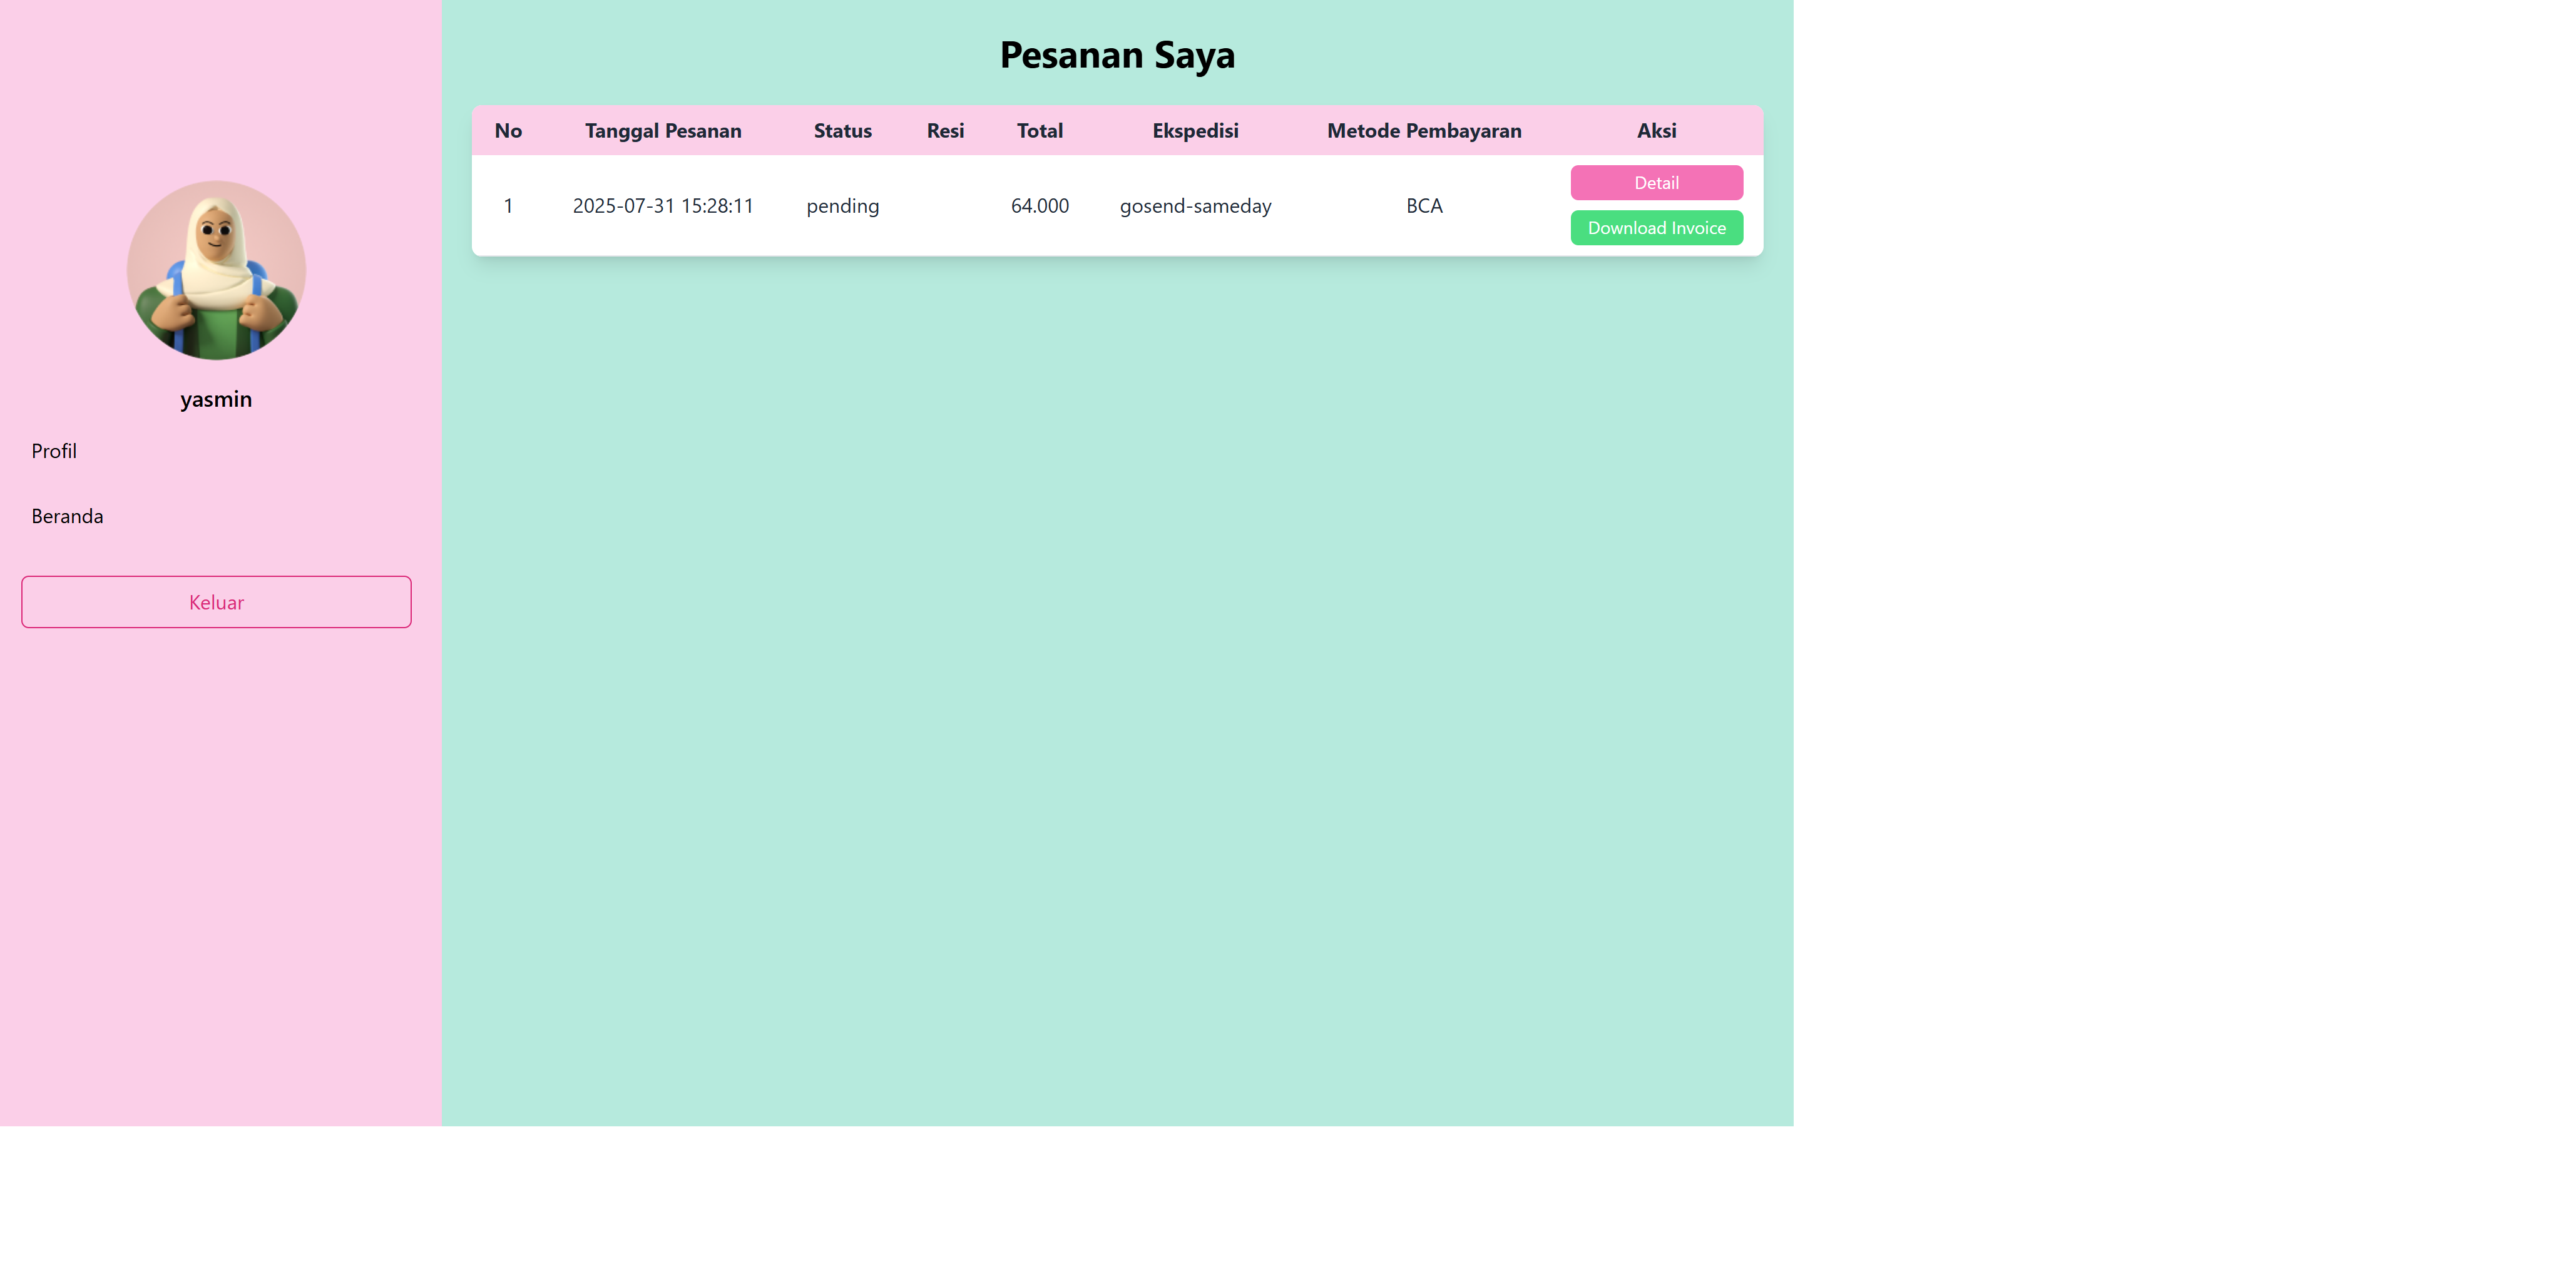 yasmin
Profil
Beranda
Keluar
Pesanan Saya
No Tanggal Pesanan Status Resi Total Ekspedisi Metode Pembayaran Aksi
1 2025-07-31 15:28:11 pending 64.000 gosend-sameday BCA Detail
Download Invoice